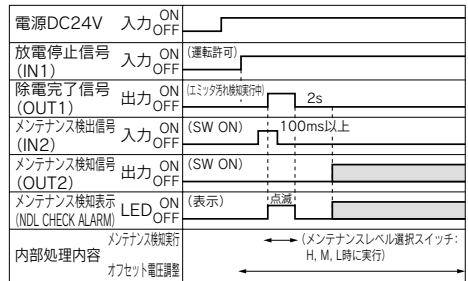 電源DC24V 入力 ON OFF
放電停止信号 (IN1) 入力 ON OFF (運転許可)
除電完了信号 (OUT1) 出力 ON OFF (エミッタ汚れ検知実行中) 2s
メンテナンス検出信号 (IN2) 入力 ON OFF (SW ON) 100ms以上
メンテナンス検知信号 (OUT2) 出力 ON OFF (SW ON)
メンテナンス検知表示 (NDL CHECK ALARM) LED ON OFF (表示) 点滅
内部処理内容
メンテナンス検知実行 (メンテナンスレベル選択スイッチ:
H, M, L時に実行)
オフセット電圧調整